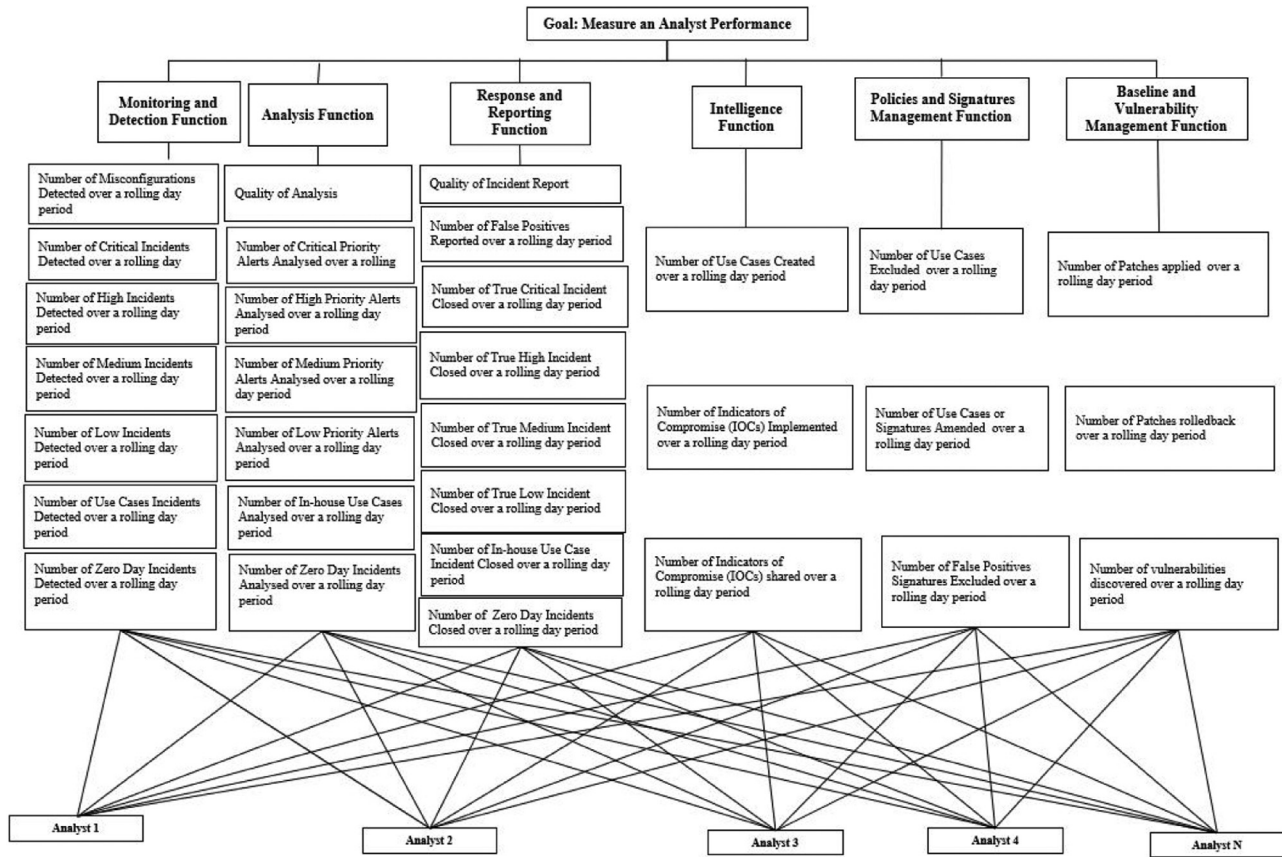 Goal: Measure an Analyst Performance
Monitoring and
Detection Function
Analysis Function
Response and
Reporting
Function
Intelligence
Function
Policies and Signatures
Management Function
Baseline and
Vulnerability
Management Function
Number of Misconfigurations
Detected over a rolling day
period
Number of Critical Incidents
Detected over a rolling day
Number of High Incidents
Detected over a rolling day
period
Number of Medium Incidents
Detected over a rolling day
period
Number of Low Incidents
Detected over a rolling day
period
Number of Use Cases Incidents
Detected over a rolling day
period
Number of Zero Day Incidents
Detected over a rolling day
period
Quality of Analysis
Number of Critical Priority
Alerts Analysed over a rolling
Number of High Priority Alerts
Analysed over a rolling day
period
Number of Medium Priority
Alerts Analysed over a rolling
day period
Number of Low Priority Alerts
Analysed over a rolling day
period
Number of In-house Use Cases
Analysed over a rolling day
period
Number of Zero Day Incidents
Analysed over a rolling day
period
Quality of Incident Report
Number of False Positives
Reported over a rolling day period
Number of True Critical Incident
Closed over a rolling day period
Number of True High Incident
Closed over a rolling day period
Number of True Medium Incident
Closed over a rolling day period
Number of True Low Incident
Closed over a rolling day period
Number of In-house Use Case
Incident Closed over a rolling day
period
Number of Zero Day Incidents
Closed over a rolling day period
Number of Use Cases Created
over a rolling day period
Number of Indicators of
Compromise (IOCs) Implemented
over a rolling day period
Number of Indicators of
Compromise (IOCs) shared over a
rolling day period
Number of Use Cases
Excluded over a rolling
day period
Number of Use Cases or
Signatures Amended over a
rolling day period
Number of False Positives
Signatures Excluded over a
rolling day period
Number of Patches applied over a
rolling day period
Number of Patches rolledback
over a rolling day period
Number of vulnerabilities
discovered over a rolling day
period
Analyst 1
Analyst 2
Analyst 3
Analyst 4
Analyst N